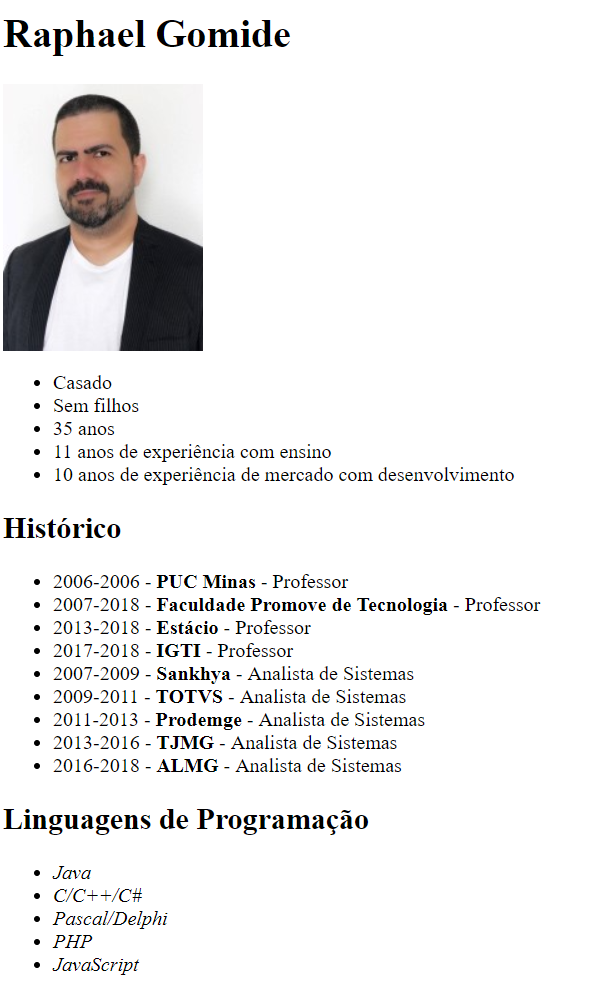 Raphael Gomide
Casado
Sem filhos
35 anos
11 anos de experiência com ensino
10 anos de experiência de mercado com desenvolvimento
Histórico
2006-2006 - PUC Minas - Professor
2007-2018 - Faculdade Promove de Tecnologia - Professor
2013-2018 - Estácio - Professor
2017-2018 - IGTI - Professor
2007-2009 - Sankhya - Analista de Sistemas
2009-2011 - TOTVS - Analista de Sistemas
2011-2013 - Prodemge - Analista de Sistemas
2013-2016 - TJMG - Analista de Sistemas
2016-2018 - ALMG - Analista de Sistemas
Linguagens de Programação
Java
C/C++/C#
Pascal/Delphi
PHP
JavaScript